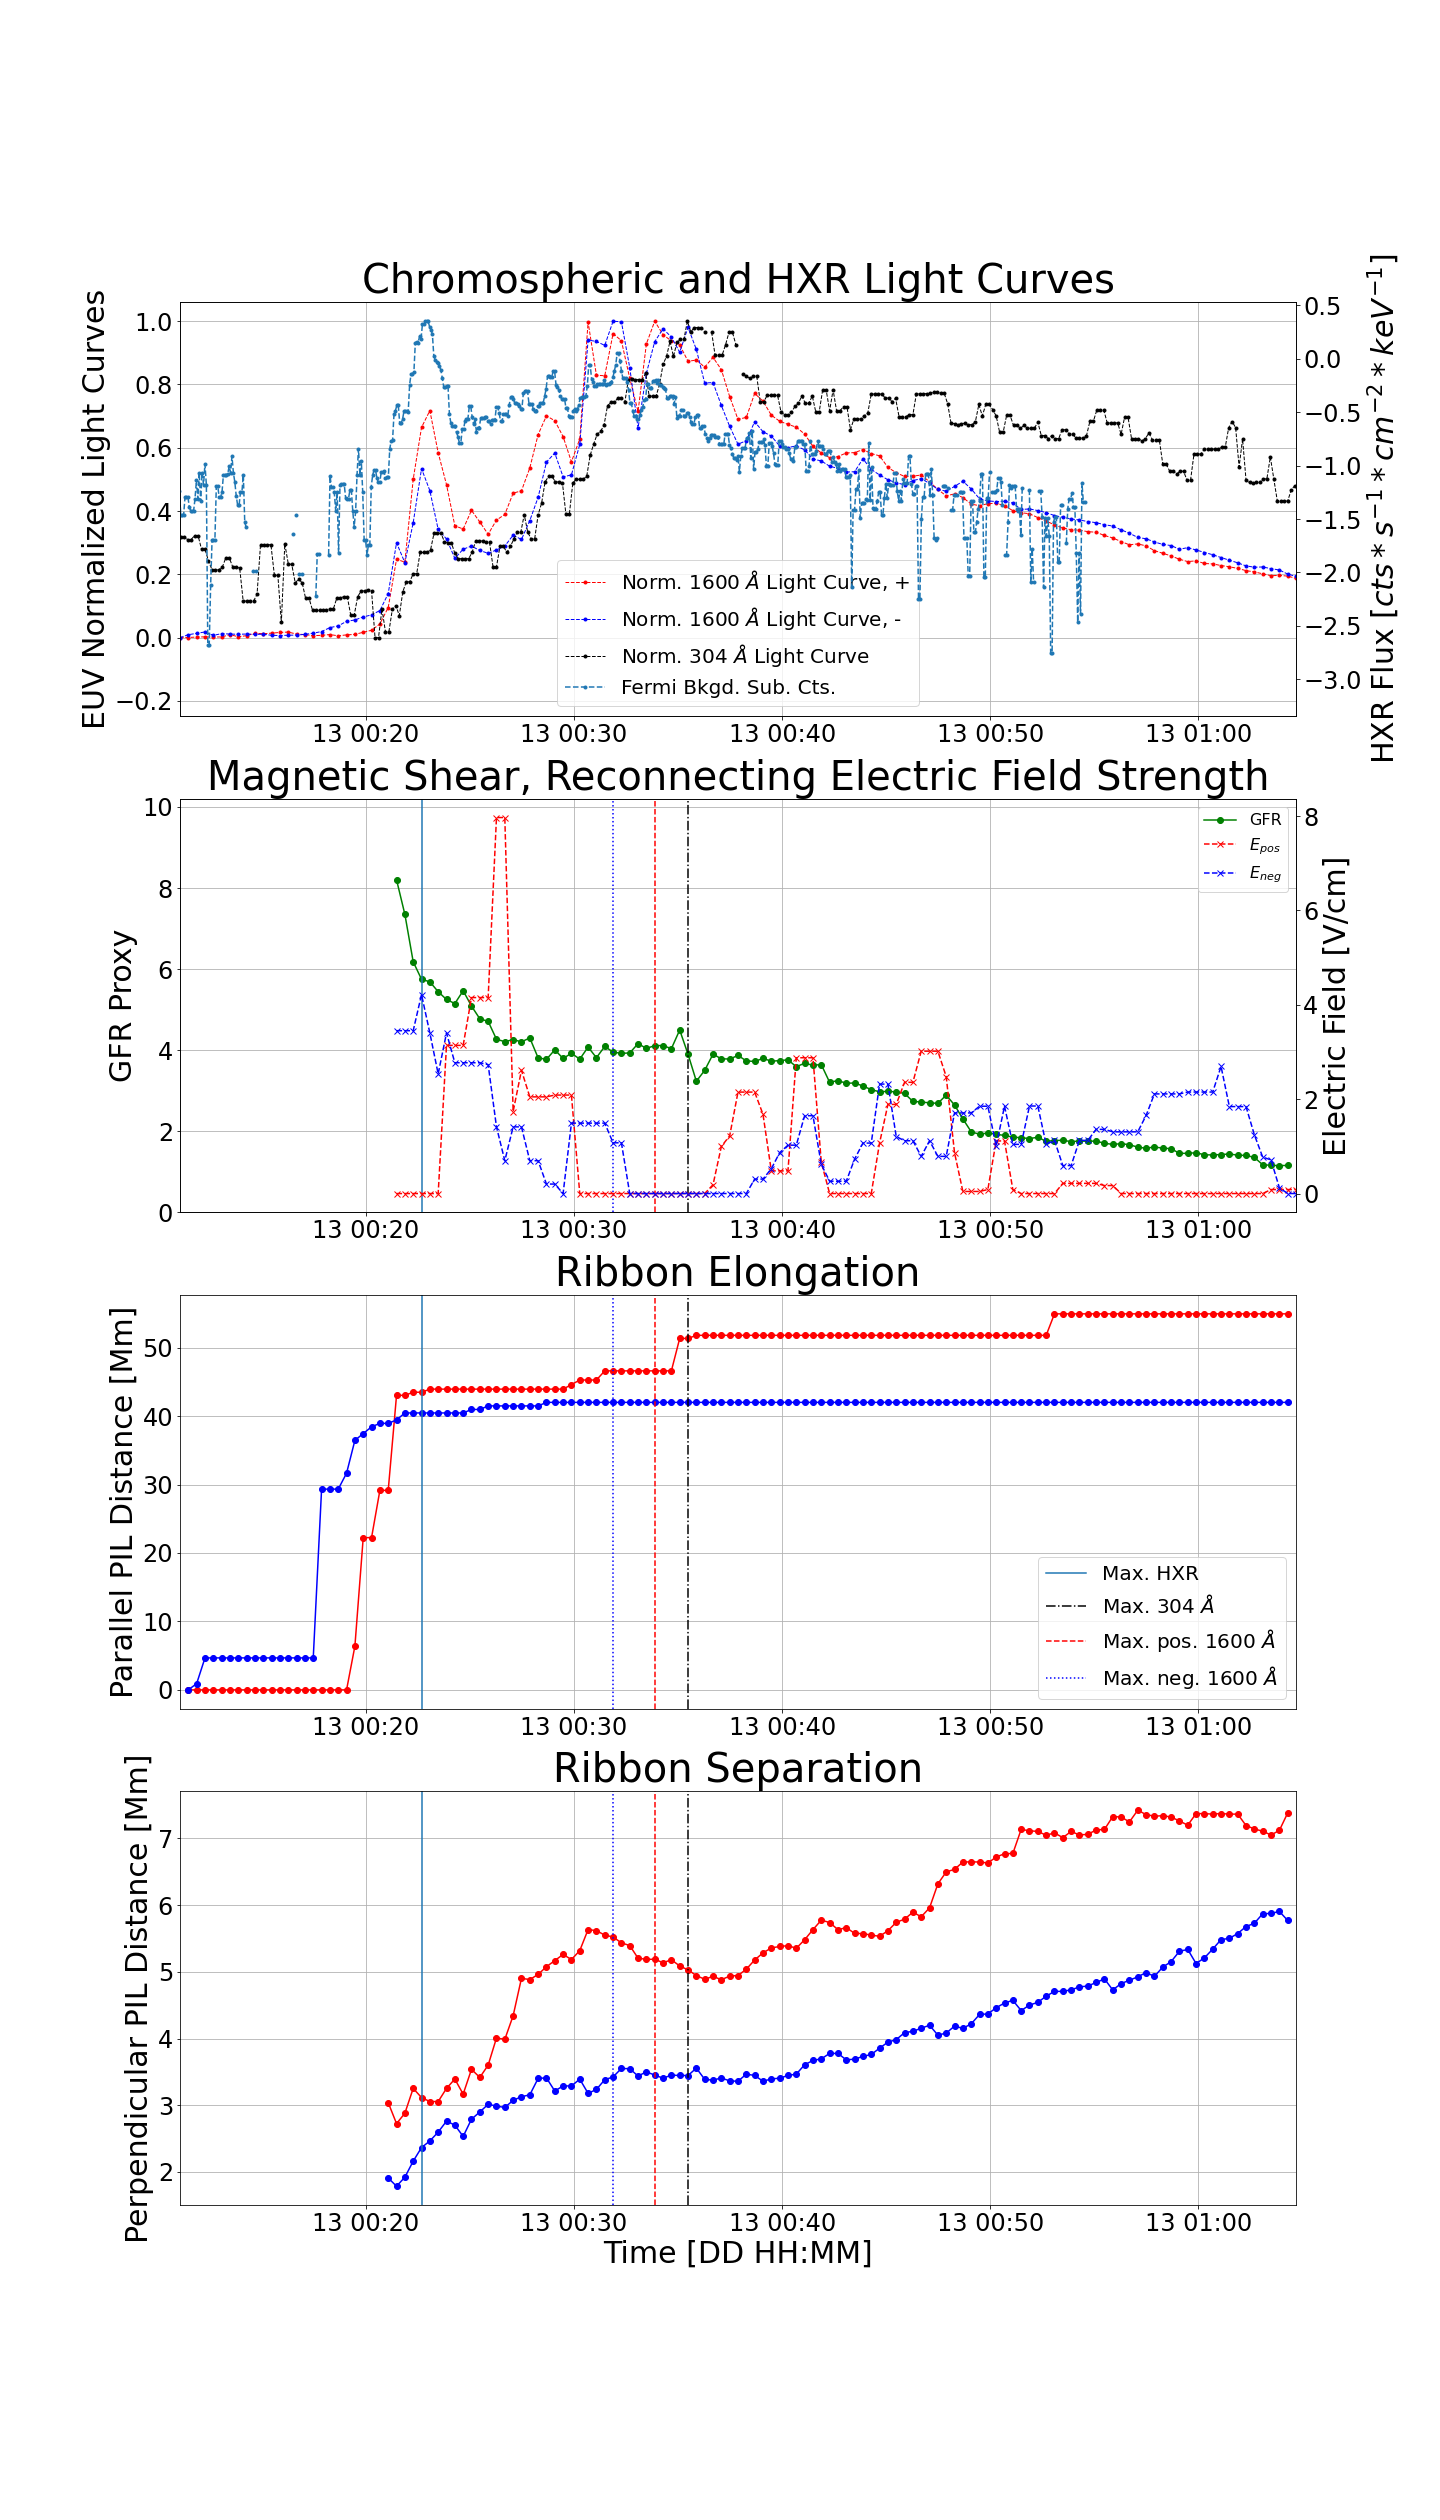 Chromospheric and HXR Light Curves
EUV Normalized Light Curves
1.0
0.8
0.6
0.4
0.2
0.0
−0.2
HXR Flux [cts * s⁻¹ * cm⁻² * keV⁻¹]
0.5
0.0
−0.5
−1.0
−1.5
−2.0
−2.5
−3.0
Norm. 1600 Å Light Curve, +
Norm. 1600 Å Light Curve, -
Norm. 304 Å Light Curve
Fermi Bkgd. Sub. Cts.
13 00:20 13 00:30 13 00:40 13 00:50 13 01:00
Magnetic Shear, Reconnecting Electric Field Strength
GFR Proxy
10
8
6
4
2
0
Electric Field [V/cm]
8
6
4
2
0
GFR
E_pos
E_neg
13 00:20 13 00:30 13 00:40 13 00:50 13 01:00
Ribbon Elongation
Parallel PIL Distance [Mm]
50
40
30
20
10
0
Max. HXR
Max. 304 Å
Max. pos. 1600 Å
Max. neg. 1600 Å
13 00:20 13 00:30 13 00:40 13 00:50 13 01:00
Ribbon Separation
Perpendicular PIL Distance [Mm]
7
6
5
4
3
2
13 00:20 13 00:30 13 00:40 13 00:50 13 01:00
Time [DD HH:MM]